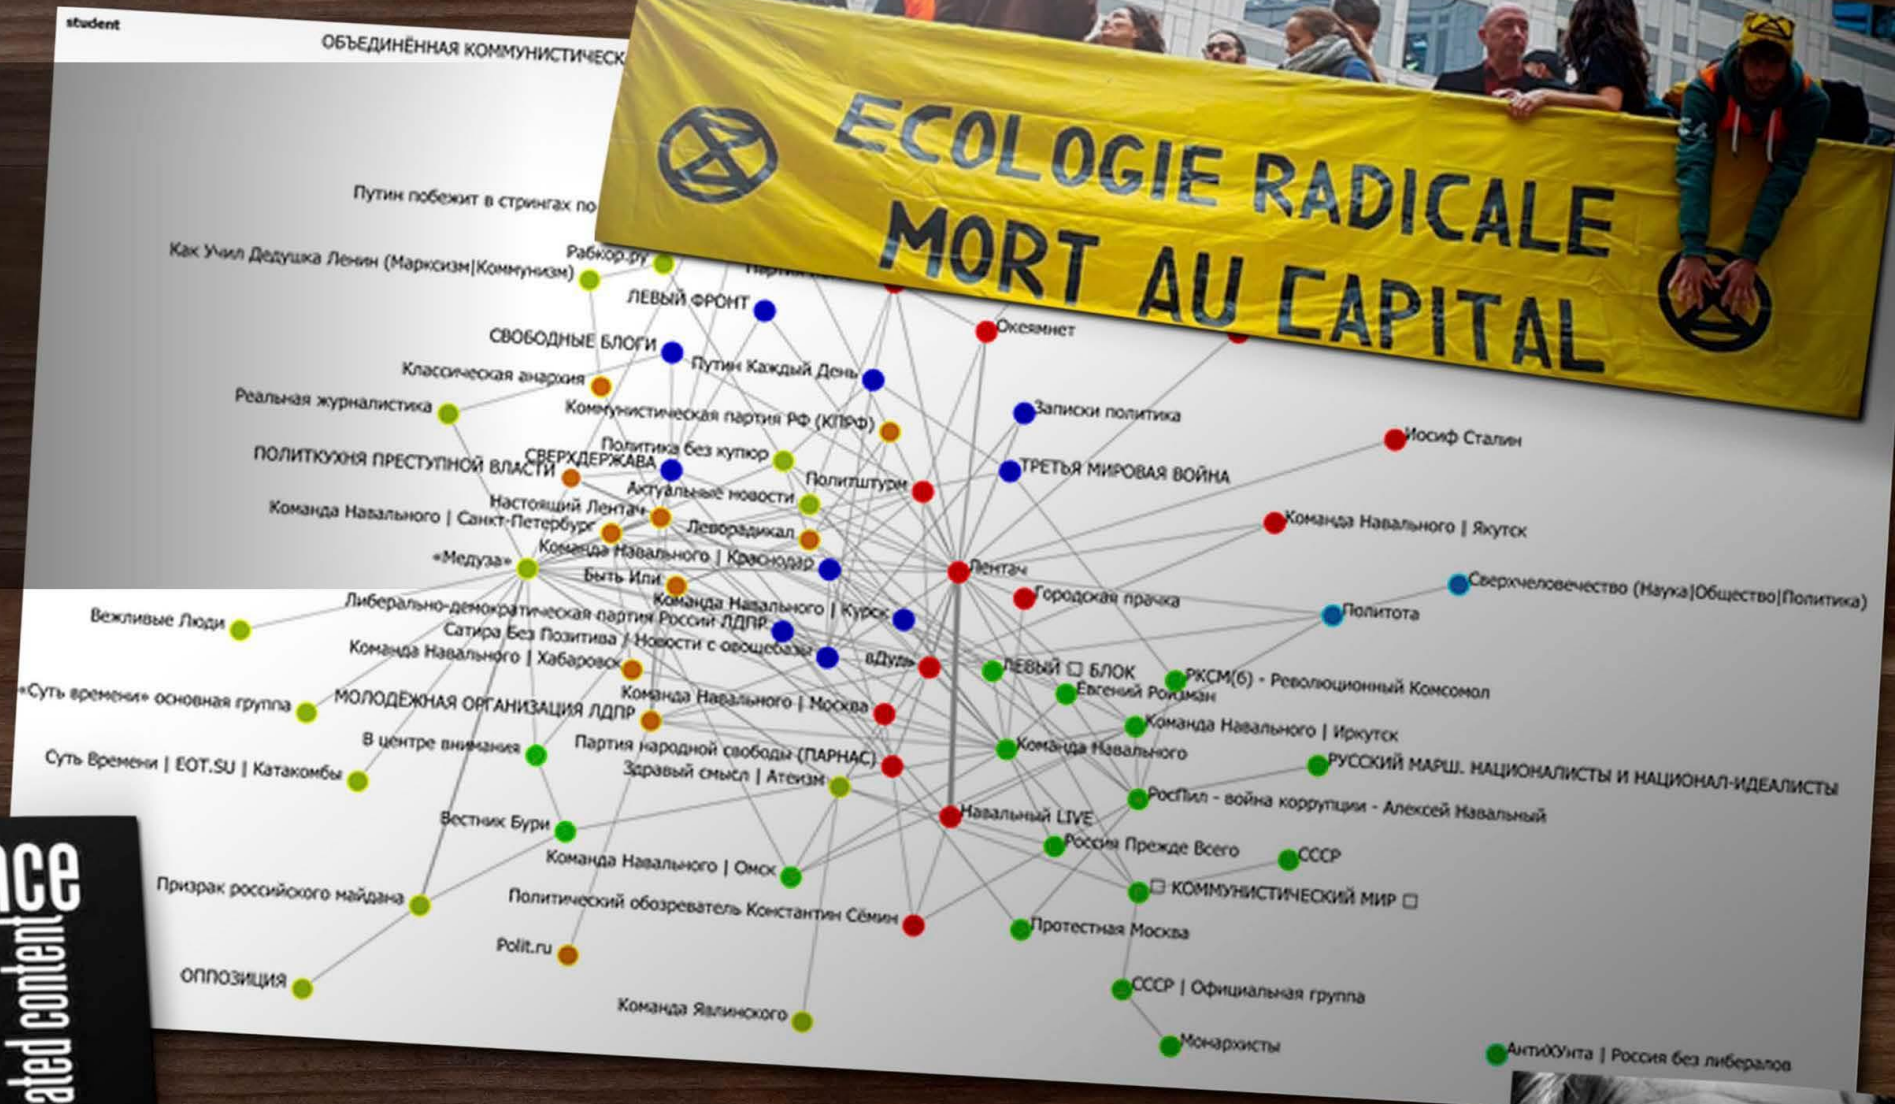 student
ОБЪЕДИНЁННАЯ КОММУНИСТИЧЕСК
ECOLOGIE RADICALE
MORT AU CAPITAL
Путин побежит в стрингах по
Как Учил Дедушка Ленин (Марксизм|Коммунизм)
Рабкор.ру
ЛЕВЫЙ ФРОНТ
Океямнет
СВОБОДНЫЕ БЛОГИ
Путин Каждый День
Классическая анархия
Реальная журналистика
Коммунистическая партия РФ (КПРФ)
Записки политика
Иосиф Сталин
Политика без купюр
ПОЛИТКУХНЯ ПРЕСТУПНОЙ ВЛАСТИ
СВЕРХДЕРЖАВА
ТРЕТЬЯ МИРОВАЯ ВОЙНА
Политштурм
Актуальные новости
Настоящий Лентач
Команда Навального | Санкт-Петербург
Леворадикал
Команда Навального | Якутск
«Медуза»
Команда Навального | Краснодар
Лентач
Быть Или
Сверхчеловечество (Наука|Общество|Политика)
Команда Навального | Курск
Городская прачка
Политота
Вежливые Люди
Либерально-демократическая партия России ЛДПР
Сатира Без Позитива / Новости с овощебазы
Команда Навального | Хабаровск
вДудь
ЛЕВЫЙ □ БЛОК
РКСМ(б) - Революционный Комсомол
Евгений Ройзман
«Суть времени» основная группа
МОЛОДЁЖНАЯ ОРГАНИЗАЦИЯ ЛДПР
Команда Навального | Москва
Команда Навального | Иркутск
В центре внимания
Партия народной свободы (ПАРНАС)
Команда Навального
Суть Времени | EOT.SU | Катакомбы
Здравый смысл | Атеизм
РУССКИЙ МАРШ. НАЦИОНАЛИСТЫ И НАЦИОНАЛ-ИДЕАЛИСТЫ
РосПил - война коррупции - Алексей Навальный
Вестник Бури
Навальный LIVE
Россия Прежде Всего
СССР
Команда Навального | Омск
Призрак российского майдана
□ КОММУНИСТИЧЕСКИЙ МИР □
Политический обозреватель Константин Сёмин
Протестная Москва
Polit.ru
ОППОЗИЦИЯ
СССР | Официальная группа
Команда Явлинского
Монархисты
АнтиХУнта | Россия без либералов
ated content